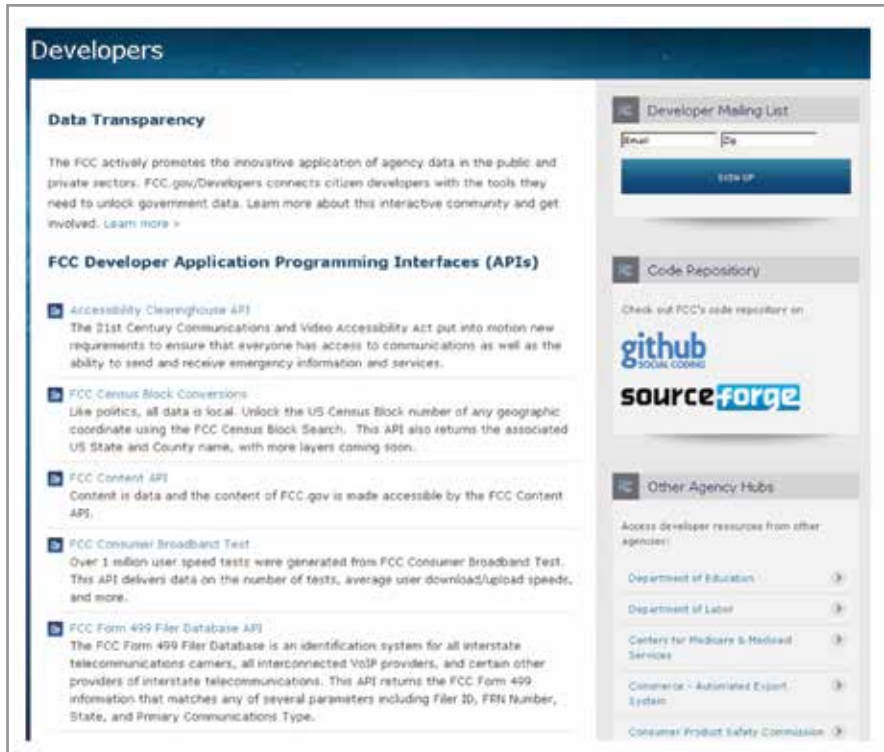 Developers
Data Transparency
The FCC actively promotes the innovative application of agency data in the public and
private sectors. FCC.gov/Developers connects citizen developers with the tools they
need to unlock government data. Learn more about this interactive community and get
involved. Learn more »
FCC Developer Application Programming Interfaces (APIs)
Accessibility Clearinghouse API
The 21st Century Communications and Video Accessibility Act put into motion new
requirements to ensure that everyone has access to communications as well as the
ability to send and receive emergency information and services.
FCC Census Block Conversions
Like politics, all data is local. Unlock the US Census Block number of any geographic
coordinate using the FCC Census Block Search. This API also returns the associated
US State and County name, with more layers coming soon.
FCC Content API
Content is data and the content of FCC.gov is made accessible by the FCC Content
API.
FCC Consumer Broadband Test
Over 1 million user speed tests were generated from FCC Consumer Broadband Test.
This API delivers data on the number of tests, average user download/upload speeds,
and more.
FCC Form 499 Filer Database API
The FCC Form 499 Filer Database is an identification system for all interstate
telecommunications carriers, all interconnected VoIP providers, and certain other
providers of interstate telecommunications. This API returns the FCC Form 499
information that matches any of several parameters including Filer ID, FRN Number,
State, and Primary Communications Type.
Developer Mailing List
Email Zip
SIGN UP
Code Repository
Check out FCC's code repository on
github
SOCIAL CODING
sourceforge
Other Agency Hubs
Access developer resources from other
agencies:
Department of Education
Department of Labor
Centers for Medicare & Medicaid
Services
Commerce - Automated Export
System
Consumer Product Safety Commission